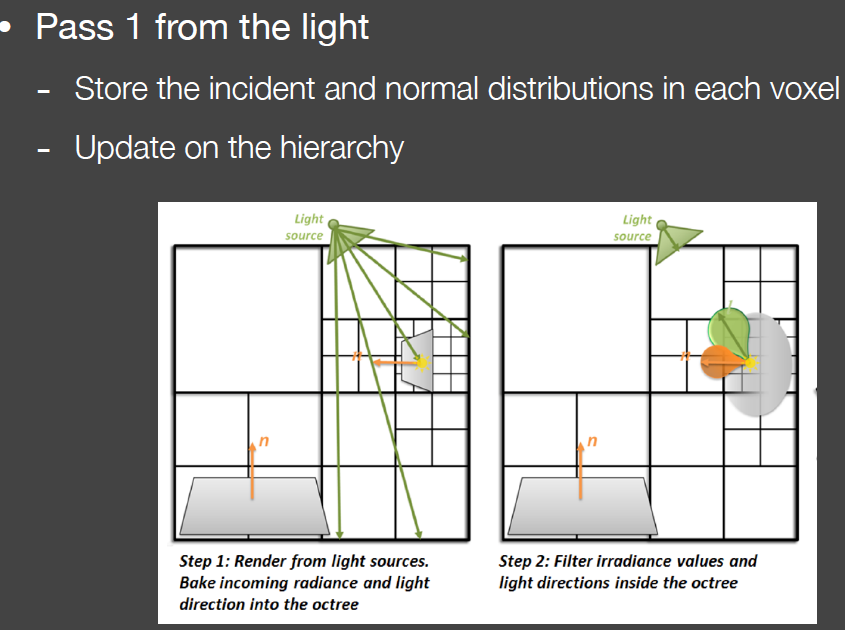 • Pass 1 from the light
- Store the incident and normal distributions in each voxel
- Update on the hierarchy
Light
source
n
n
Step 1: Render from light sources.
Bake incoming radiance and light
direction into the octree
Light
source
n
n
Step 2: Filter irradiance values and
light directions inside the octree